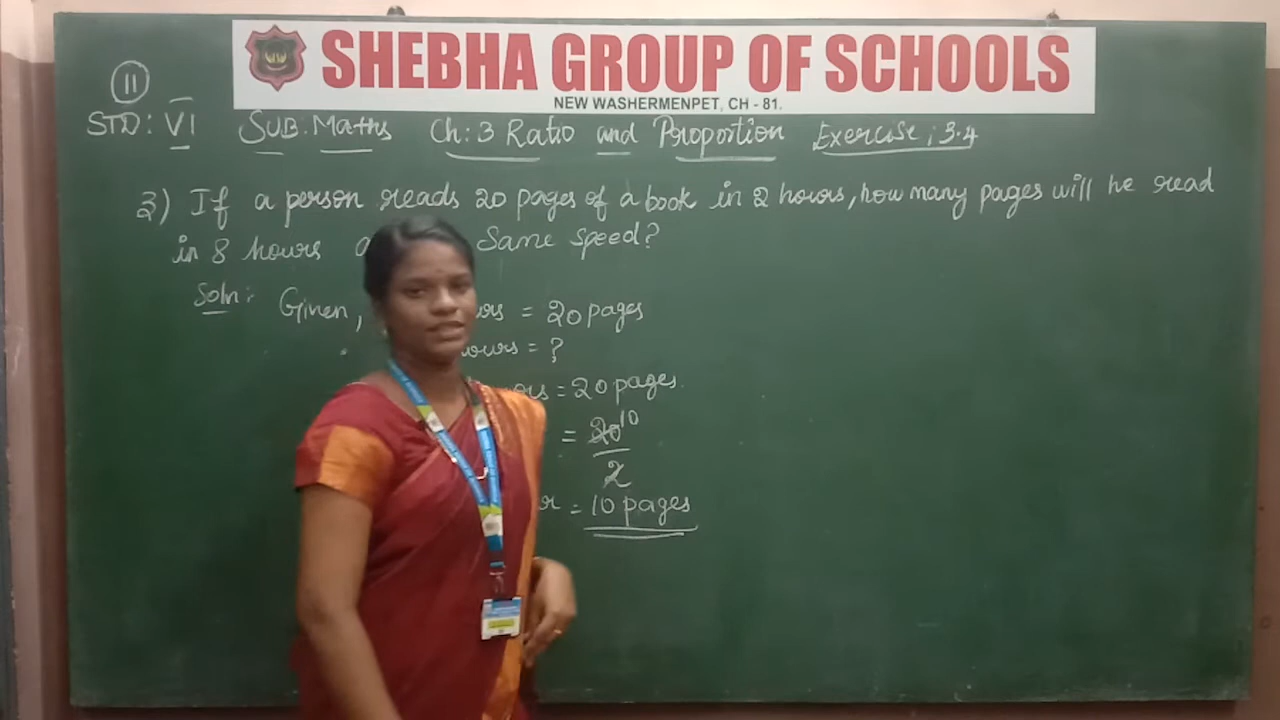 SHEBHA GROUP OF SCHOOLS
NEW WASHERMENPET, CH - 81.
11
STD: VI SUB: Maths Ch: 3 Ratio and Proportion Exercise: 3.4
3) If a person reads 20 pages of a book in 2 hours, how many pages will he read
in 8 hours same speed?
Soln: Given, = 20 pages
= ?
= 20 pages.
= 20 10
2
= 10 pages